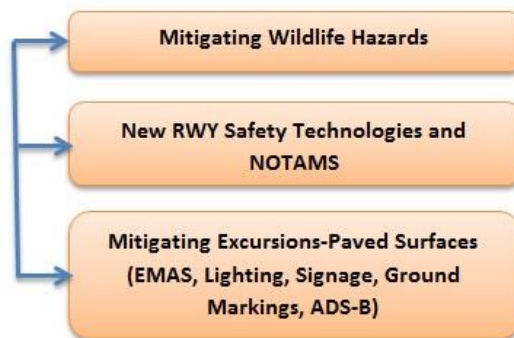 Mitigating Wildlife Hazards
New RWY Safety Technologies and
NOTAMS
Mitigating Excursions-Paved Surfaces
(EMAS, Lighting, Signage, Ground
Markings, ADS-B)